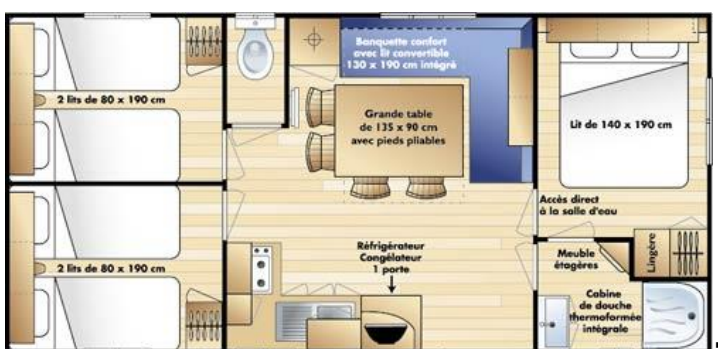 2 lits de 80 x 190 cm
Banquette confort
avec lit convertible
130 x 190 cm intégré
Grande table
de 135 x 90 cm
avec pieds pliables
Lit de 140 x 190 cm
Accès direct
à la salle d'eau
2 lits de 80 x 190 cm
Réfrigérateur
Congélateur
1 porte
Meuble
étagères
Lingère
Cabine
de douche
thermoformée
intégrale